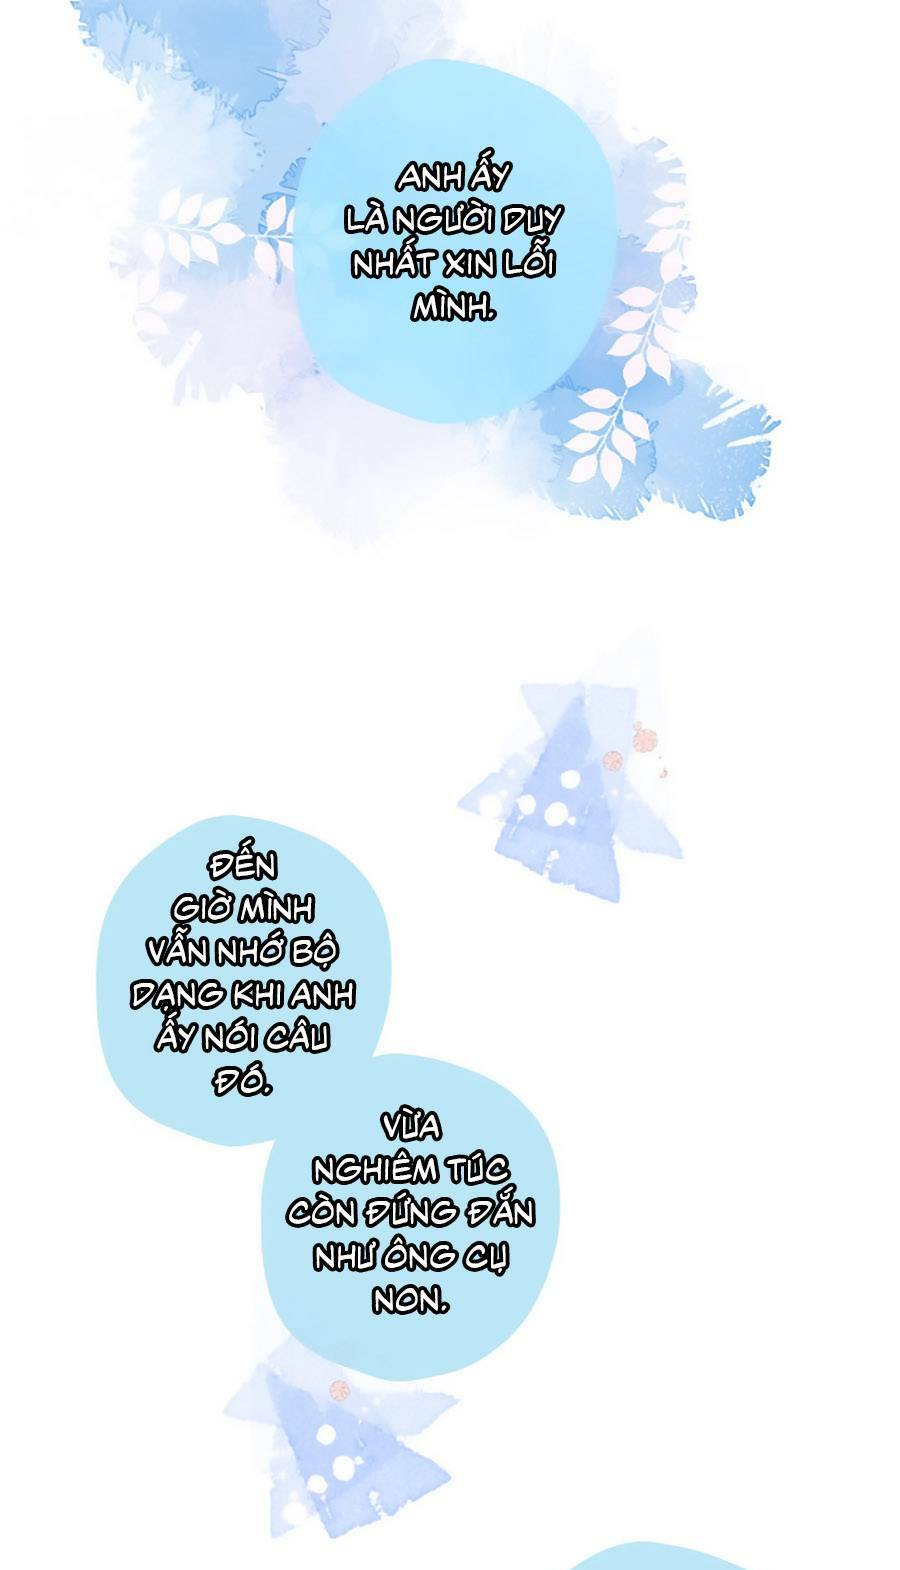 ANH ẤY
LÀ NGƯỜI DUY
NHẤT XIN LỖI
MÌNH.
ĐẾN
GIỜ MÌNH
VẪN NHỚ BỘ
DẠNG KHI ANH
ẤY NÓI CÂU
ĐÓ.
VỪA
NGHIÊM TÚC
CÒN ĐỨNG ĐẮN
NHƯ ÔNG CỤ
NON.